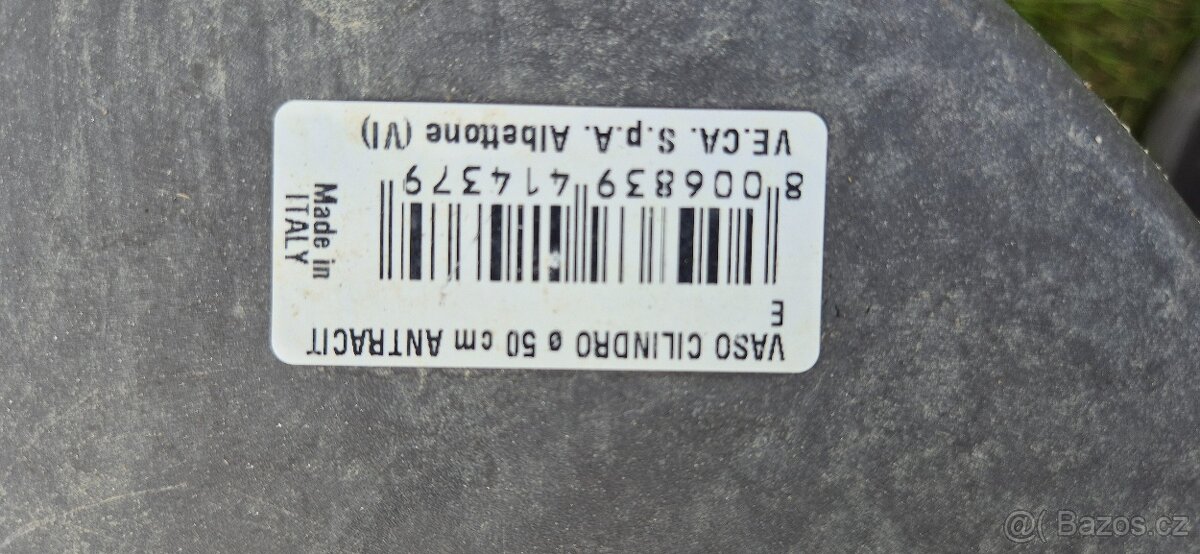 VASO CILINDRO ø 50 cm ANTRACIT
E
8 006839 414379
VE.CA. S.p.A. Albettone (VI)
Made in
ITALY
@( Bazos.cz